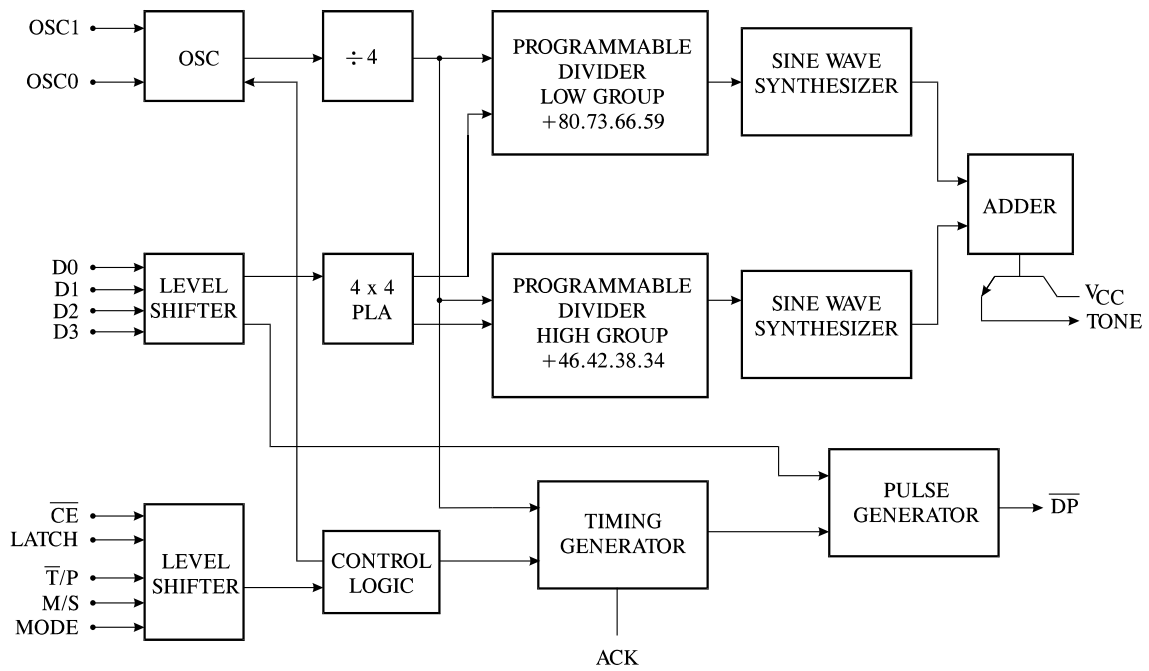 OSC1
OSC0
OSC
÷4
PROGRAMMABLE
DIVIDER
LOW GROUP
+80.73.66.59
SINE WAVE
SYNTHESIZER
ADDER
VCC
TONE
D0
D1
D2
D3
LEVEL
SHIFTER
4 x 4
PLA
PROGRAMMABLE
DIVIDER
HIGH GROUP
+46.42.38.34
SINE WAVE
SYNTHESIZER
PULSE
GENERATOR
D̅P̅
C̅E̅
LATCH
T̅/P
M/S
MODE
LEVEL
SHIFTER
CONTROL
LOGIC
TIMING
GENERATOR
ACK